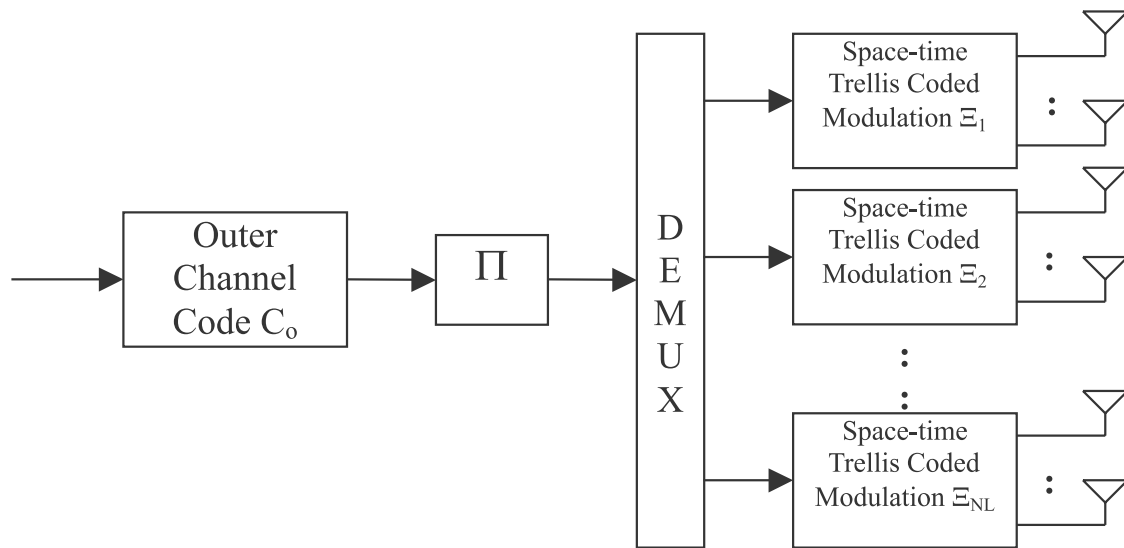 Outer
Channel
Code Cₒ
Π
D
E
M
U
X
Space-time
Trellis Coded
Modulation Ξ₁
Space-time
Trellis Coded
Modulation Ξ₂
Space-time
Trellis Coded
Modulation Ξ_NL